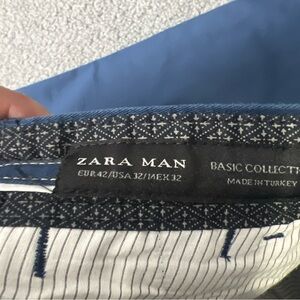 ZARA MAN
EUR 42/USA 32/MEX 32
BASIC COLLECTI
MADE IN TURKEY